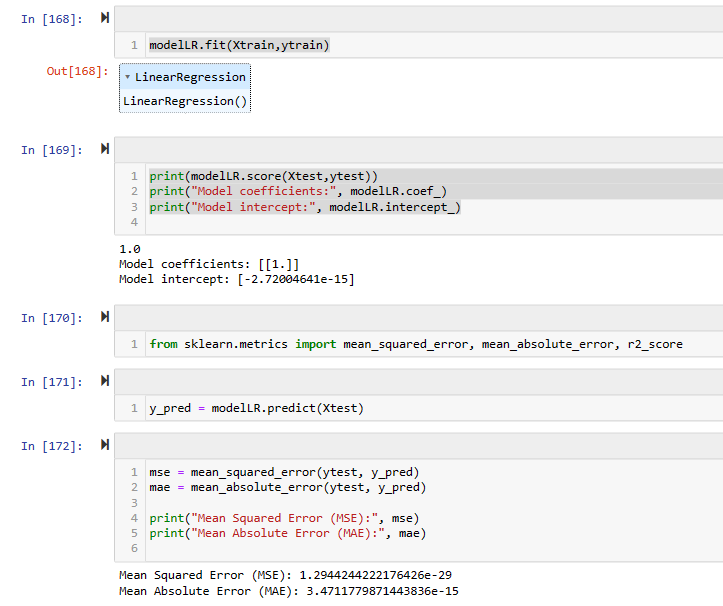 In [168]:
1 modelLR.fit(Xtrain,ytrain)
Out[168]:
▾ LinearRegression
LinearRegression()
In [169]:
1 print(modelLR.score(Xtest,ytest))
2 print("Model coefficients:", modelLR.coef_)
3 print("Model intercept:", modelLR.intercept_)
4
1.0
Model coefficients: [[1.]]
Model intercept: [-2.72004641e-15]
In [170]:
1 from sklearn.metrics import mean_squared_error, mean_absolute_error, r2_score
In [171]:
1 y_pred = modelLR.predict(Xtest)
In [172]:
1 mse = mean_squared_error(ytest, y_pred)
2 mae = mean_absolute_error(ytest, y_pred)
3
4 print("Mean Squared Error (MSE):", mse)
5 print("Mean Absolute Error (MAE):", mae)
6
Mean Squared Error (MSE): 1.2944244222176426e-29
Mean Absolute Error (MAE): 3.4711779871443836e-15